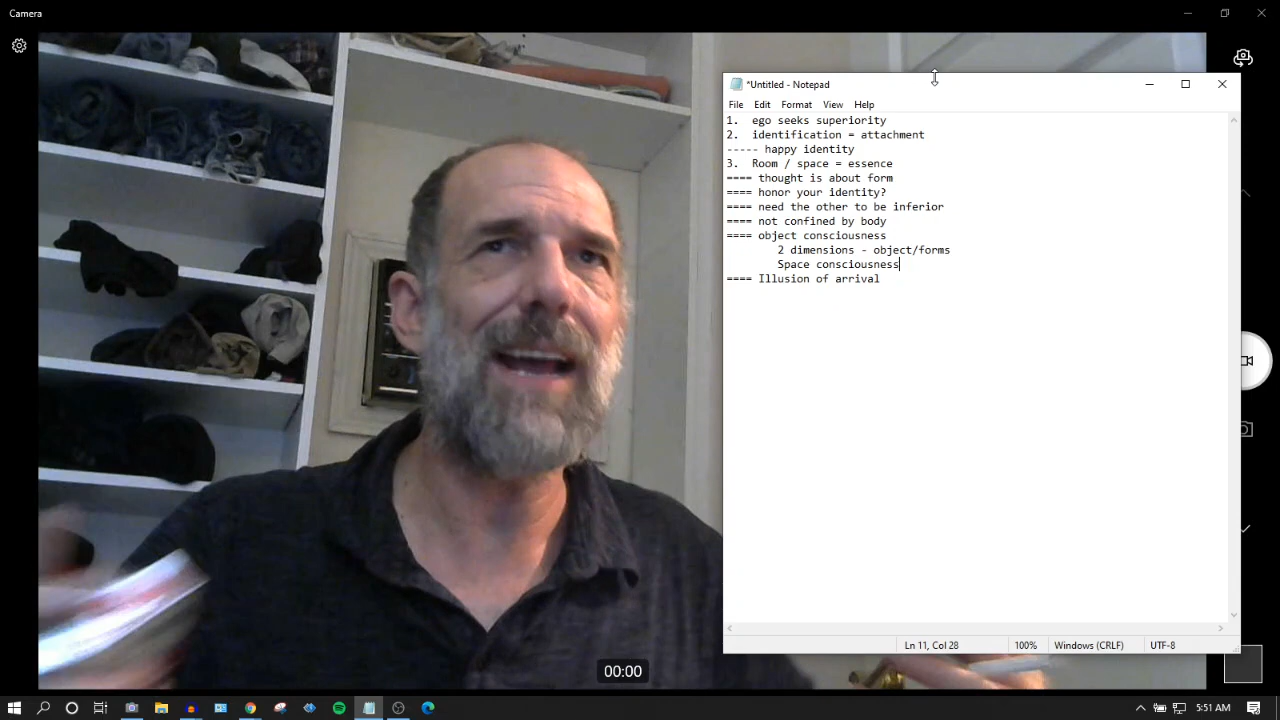 Camera
*Untitled - Notepad
File Edit Format View Help
1.  ego seeks superiority
2.  identification = attachment
----- happy identity
3.  Room / space = essence
==== thought is about form
==== honor your identity?
==== need the other to be inferior
==== not confined by body
==== object consciousness
2 dimensions - object/forms
Space consciousness
==== Illusion of arrival
Ln 11, Col 28 100% Windows (CRLF) UTF-8
00:00
5:51 AM